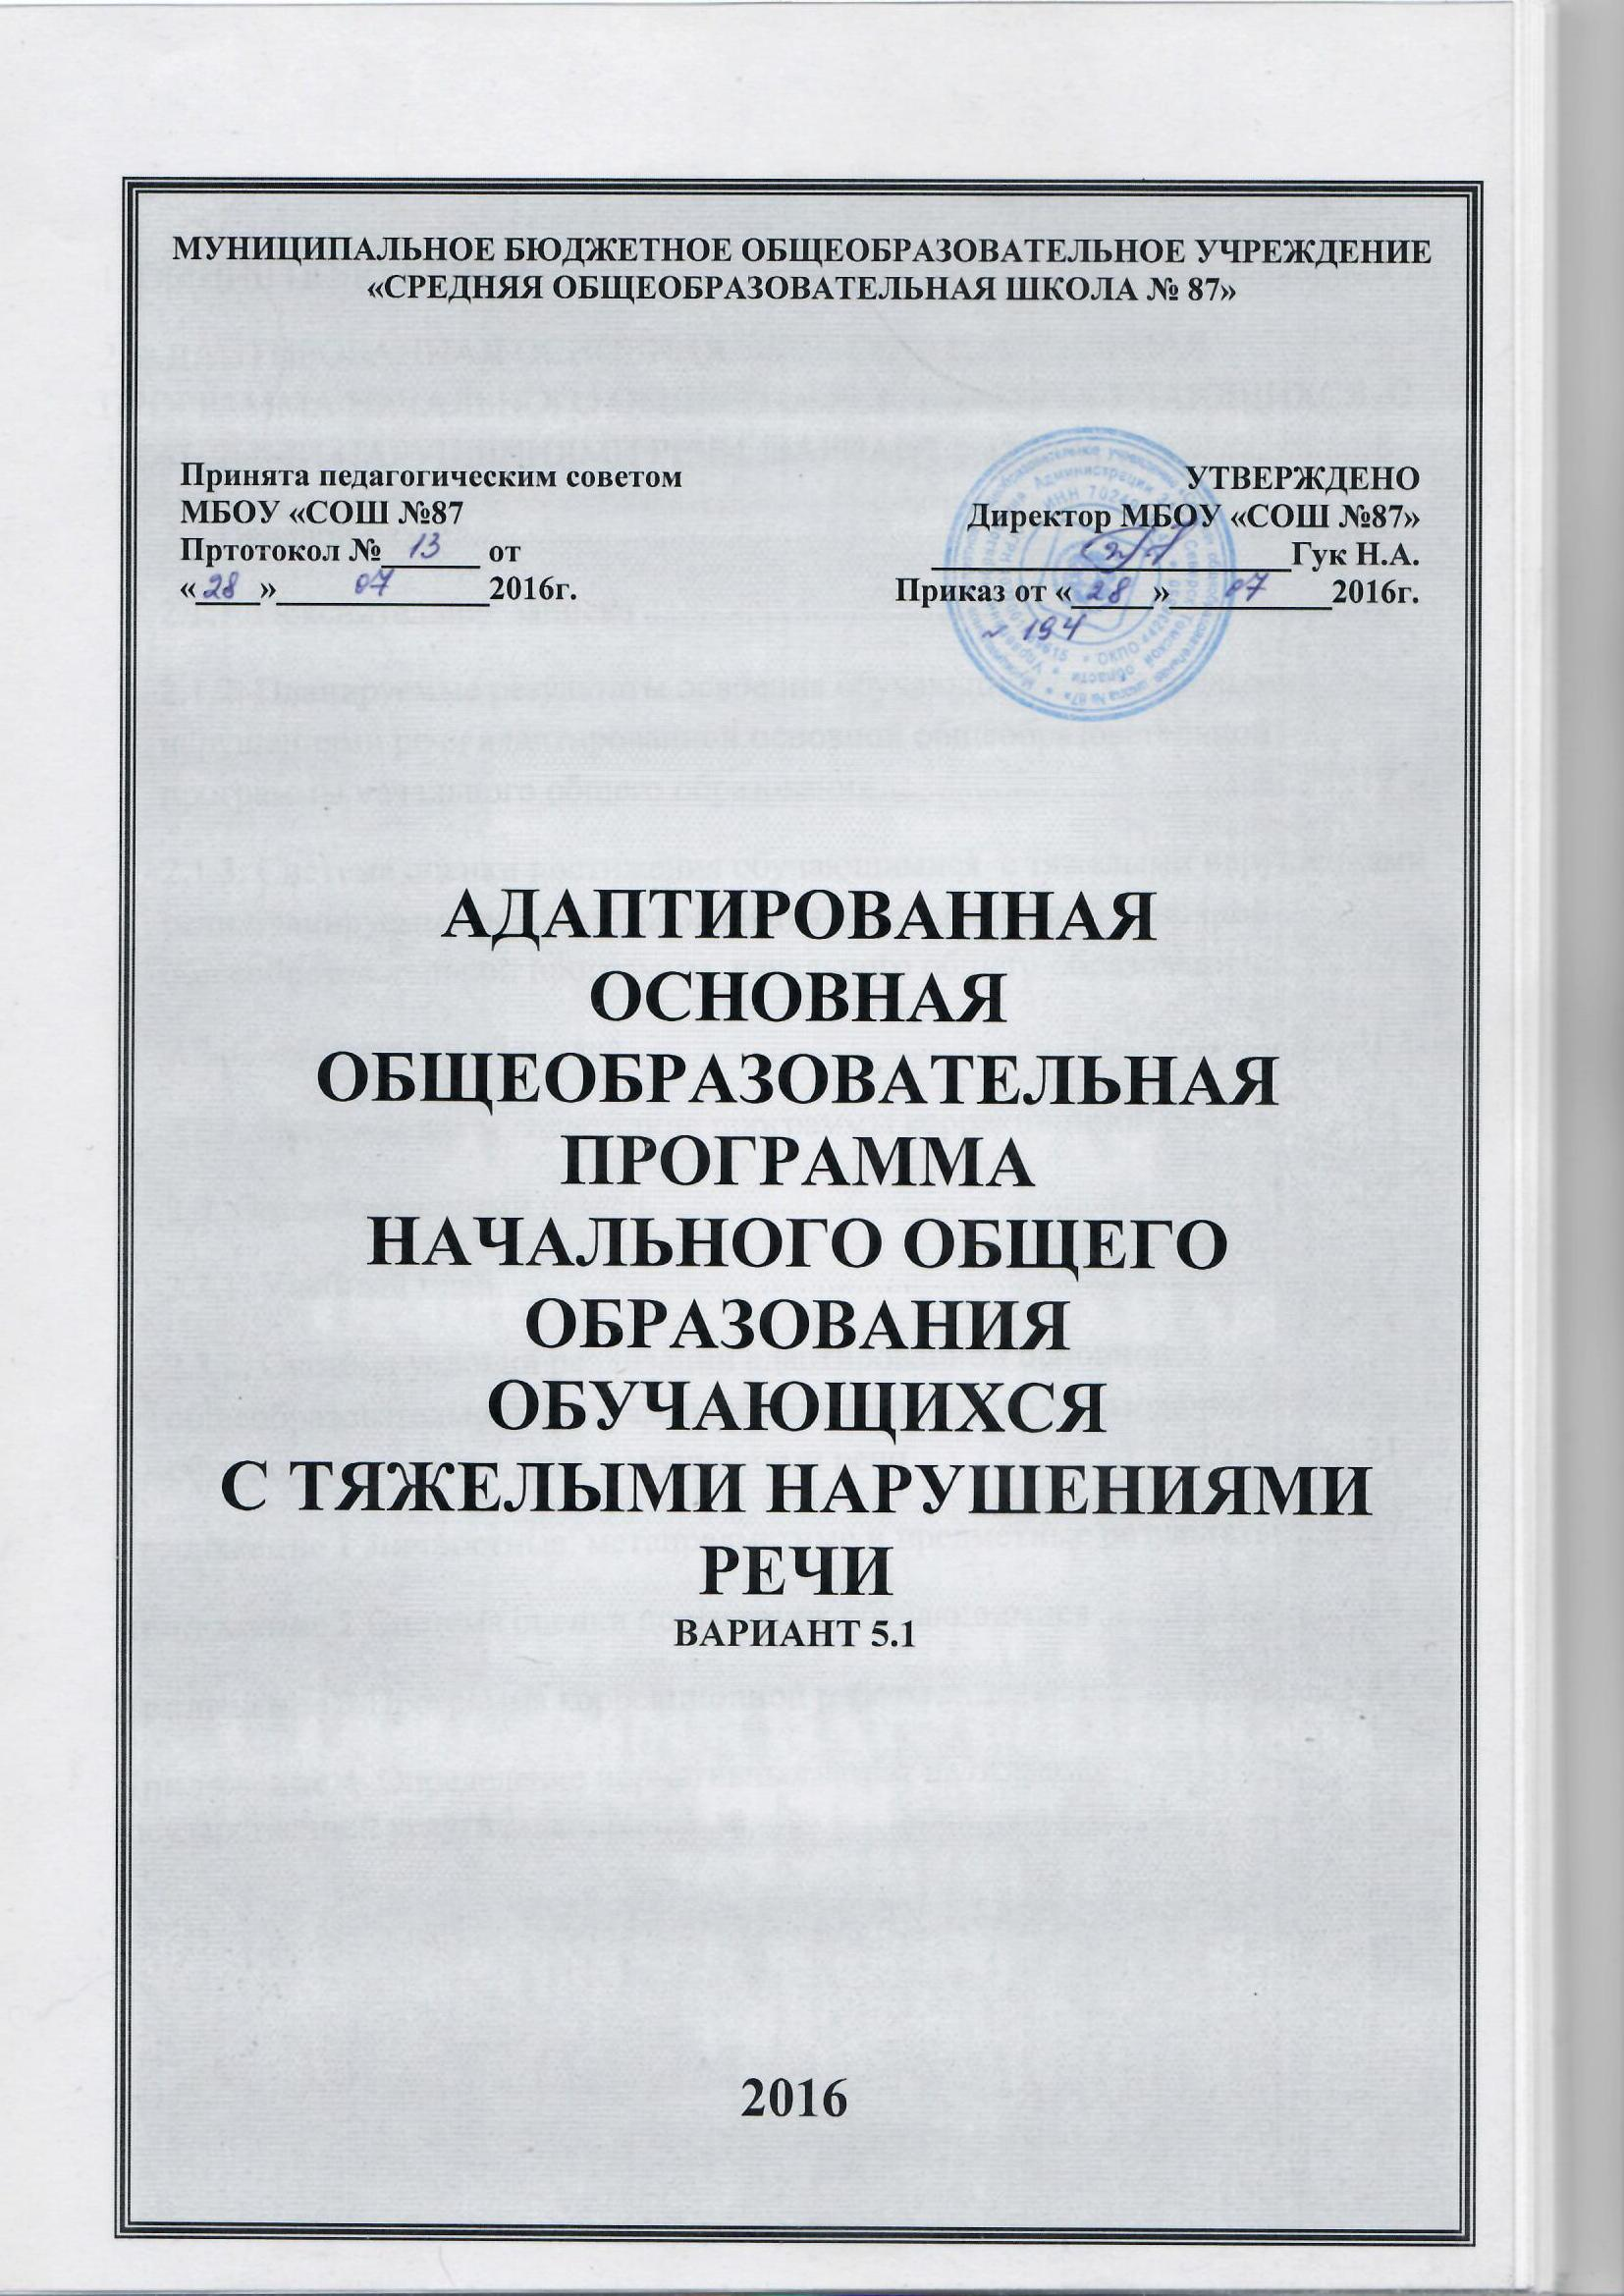 МУНИЦИПАЛЬНОЕ БЮДЖЕТНОЕ ОБЩЕОБРАЗОВАТЕЛЬНОЕ УЧРЕЖДЕНИЕ
«СРЕДНЯЯ ОБЩЕОБРАЗОВАТЕЛЬНАЯ ШКОЛА № 87»
Принята педагогическим советом
МБОУ «СОШ №87
Пртотокол № 13 от
«28» 07 2016г.
УТВЕРЖДЕНО
Директор МБОУ «СОШ №87»
Гук Н.А.
Приказ от «28» 07 2016г.
№ 194
АДАПТИРОВАННАЯ
ОСНОВНАЯ
ОБЩЕОБРАЗОВАТЕЛЬНАЯ
ПРОГРАММА
НАЧАЛЬНОГО ОБЩЕГО
ОБРАЗОВАНИЯ
ОБУЧАЮЩИХСЯ
С ТЯЖЕЛЫМИ НАРУШЕНИЯМИ
РЕЧИ
ВАРИАНТ 5.1
2016